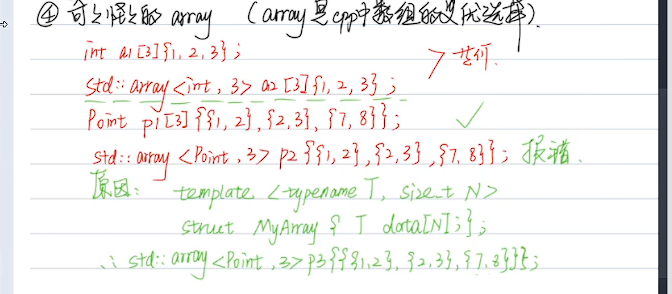 ④ 可怜的 array (array是cpp中数组的更优选择).
int a1[3]{1,2,3};
std::array<int, 3> a2 [3]{1,2,3};
Point p1[3]{{1,2},{2,3},{7,8}}; ✓
std::array <Point, 3> p2{{1,2},{2,3},{7,8}}; 报错.
原因: template <typename T, size_t N>
struct MyArray { T data[N];};
∴ std::array<Point, 3> p3{{{1,2},{2,3},{7,8}}};